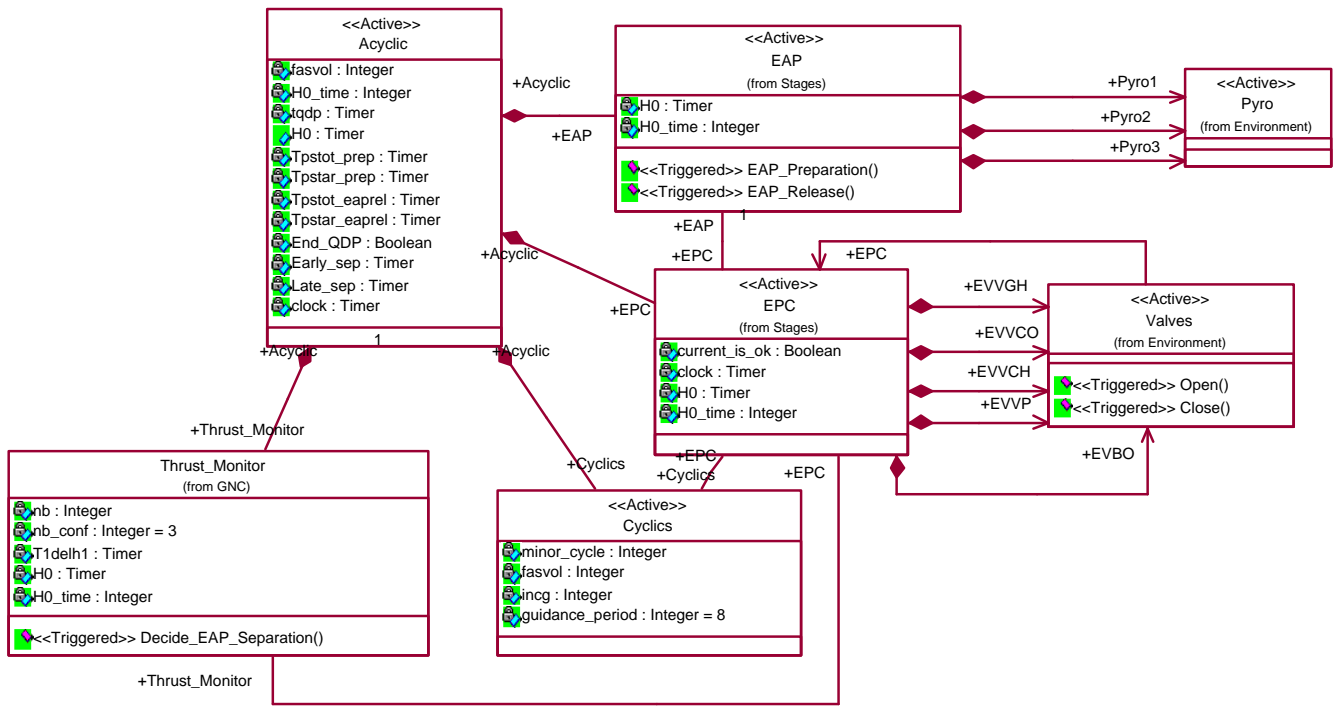 <<Active>>
Acyclic
fasvol : Integer
H0_time : Integer
tqdp : Timer
H0 : Timer
Tpstot_prep : Timer
Tpstar_prep : Timer
Tpstot_eaprel : Timer
Tpstar_eaprel : Timer
End_QDP : Boolean
Early_sep : Timer
Late_sep : Timer
clock : Timer
1
+Acyclic
+EAP
<<Active>>
EAP
(from Stages)
H0 : Timer
H0_time : Integer
<<Triggered>> EAP_Preparation()
<<Triggered>> EAP_Release()
1
+Pyro1
+Pyro2
+Pyro3
<<Active>>
Pyro
(from Environment)
+EAP
+EPC
+Acyclic
+EPC
+EPC
<<Active>>
EPC
(from Stages)
current_is_ok : Boolean
clock : Timer
H0 : Timer
H0_time : Integer
+EVVGH
+EVVCO
+EVVCH
+EVVP
+EVBO
<<Active>>
Valves
(from Environment)
<<Triggered>> Open()
<<Triggered>> Close()
+Acyclic
+Acyclic
+Thrust_Monitor
+Cyclics
+EPC
+Cyclics
+EPC
Thrust_Monitor
(from GNC)
nb : Integer
nb_conf : Integer = 3
T1delh1 : Timer
H0 : Timer
H0_time : Integer
<<Triggered>> Decide_EAP_Separation()
<<Active>>
Cyclics
minor_cycle : Integer
fasvol : Integer
incg : Integer
guidance_period : Integer = 8
+Thrust_Monitor